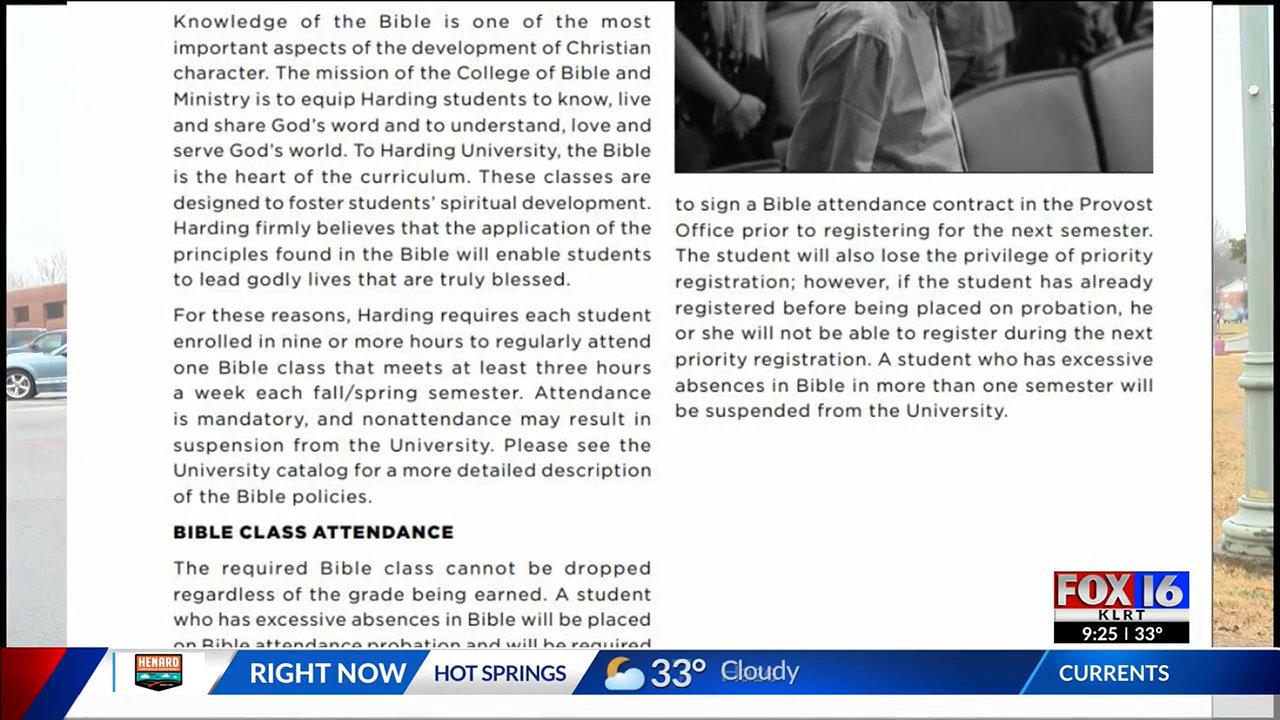 Knowledge of the Bible is one of the most
important aspects of the development of Christian
character. The mission of the College of Bible and
Ministry is to equip Harding students to know, live
and share God's word and to understand, love and
serve God's world. To Harding University, the Bible
is the heart of the curriculum. These classes are
designed to foster students' spiritual development.
Harding firmly believes that the application of the
principles found in the Bible will enable students
to lead godly lives that are truly blessed.
For these reasons, Harding requires each student
enrolled in nine or more hours to regularly attend
one Bible class that meets at least three hours
a week each fall/spring semester. Attendance
is mandatory, and nonattendance may result in
suspension from the University. Please see the
University catalog for a more detailed description
of the Bible policies.
BIBLE CLASS ATTENDANCE
The required Bible class cannot be dropped
regardless of the grade being earned. A student
who has excessive absences in Bible will be placed
on Bible attendance probation and will be required
to sign a Bible attendance contract in the Provost
Office prior to registering for the next semester.
The student will also lose the privilege of priority
registration; however, if the student has already
registered before being placed on probation, he
or she will not be able to register during the next
priority registration. A student who has excessive
absences in Bible in more than one semester will
be suspended from the University.
FOX 16
KLRT
9:25 | 33°
HENARD
RIGHT NOW
HOT SPRINGS
33° Cloudy
CURRENTS